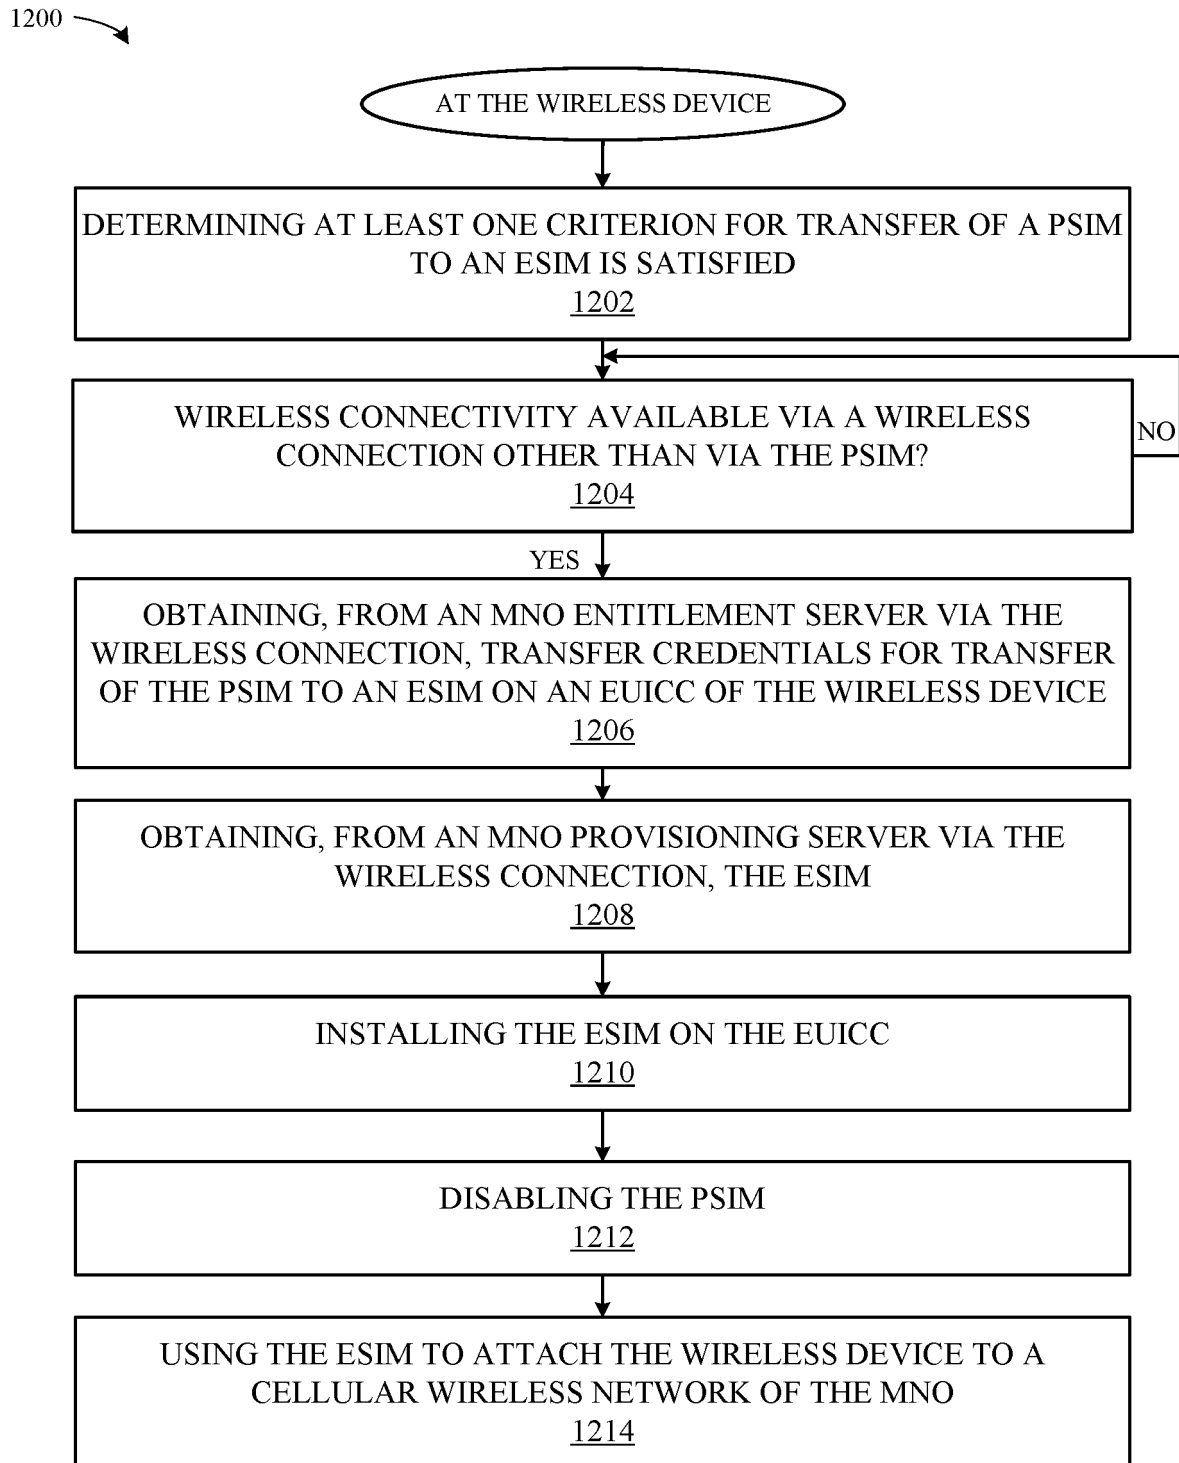 1200
AT THE WIRELESS DEVICE
DETERMINING AT LEAST ONE CRITERION FOR TRANSFER OF A PSIM
TO AN ESIM IS SATISFIED
1202
WIRELESS CONNECTIVITY AVAILABLE VIA A WIRELESS
CONNECTION OTHER THAN VIA THE PSIM?
1204
NO
YES
OBTAINING, FROM AN MNO ENTITLEMENT SERVER VIA THE
WIRELESS CONNECTION, TRANSFER CREDENTIALS FOR TRANSFER
OF THE PSIM TO AN ESIM ON AN EUICC OF THE WIRELESS DEVICE
1206
OBTAINING, FROM AN MNO PROVISIONING SERVER VIA THE
WIRELESS CONNECTION, THE ESIM
1208
INSTALLING THE ESIM ON THE EUICC
1210
DISABLING THE PSIM
1212
USING THE ESIM TO ATTACH THE WIRELESS DEVICE TO A
CELLULAR WIRELESS NETWORK OF THE MNO
1214